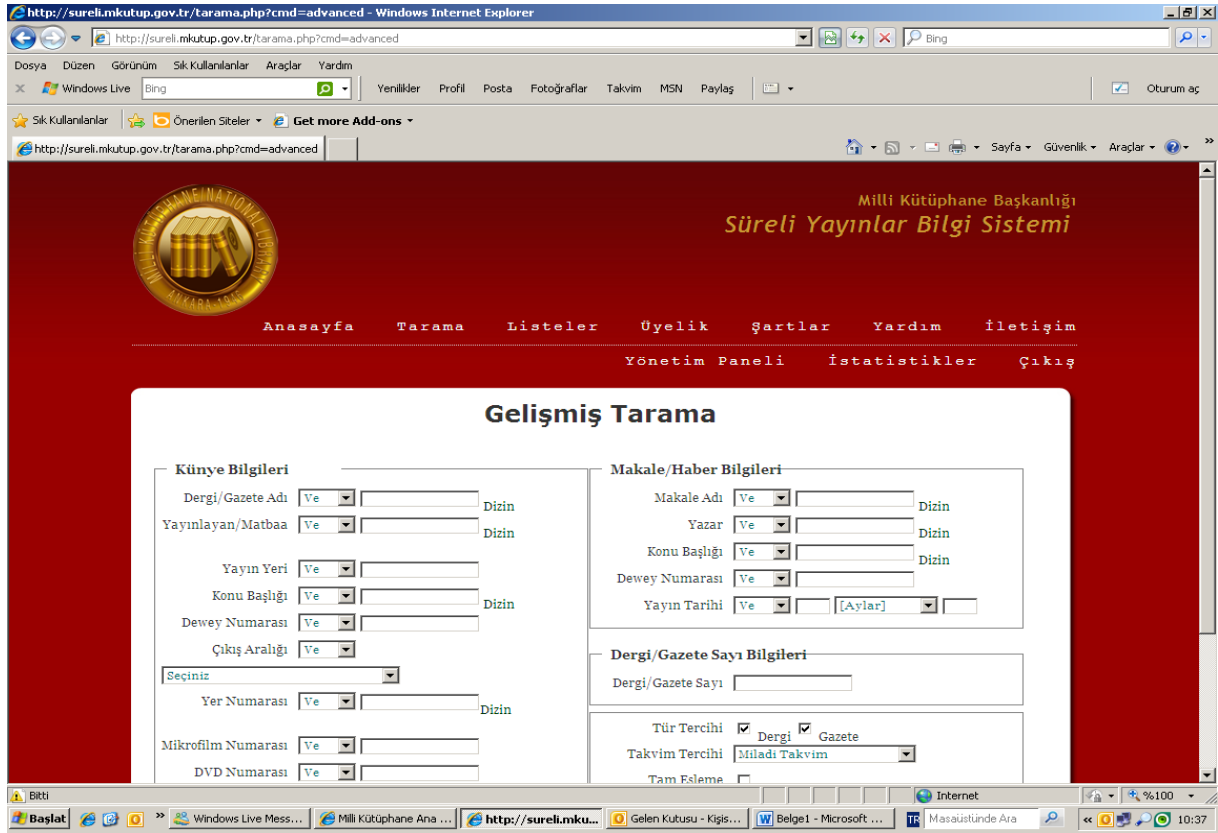 http://sureli.mkutup.gov.tr/tarama.php?cmd=advanced - Windows Internet Explorer
http://sureli.mkutup.gov.tr/tarama.php?cmd=advanced Bing
Dosya Düzen Görünüm Sık Kullanılanlar Araçlar Yardım
Windows Live Bing Yenilikler Profil Posta Fotoğraflar Takvim MSN Paylaş Oturum aç
Sık Kullanılanlar Önerilen Siteler Get more Add-ons
http://sureli.mkutup.gov.tr/tarama.php?cmd=advanced Sayfa Güvenlik Araçlar »
MİLLİ KÜTÜPHANE/NATIONAL LIBRARY
ANKARA-1946
Milli Kütüphane Başkanlığı
Süreli Yayınlar Bilgi Sistemi
Anasayfa Tarama Listeler Üyelik Şartlar Yardım İletişim
Yönetim Paneli İstatistikler Çıkış
Gelişmiş Tarama
Künye Bilgileri
Dergi/Gazete Adı Ve Dizin
Yayınlayan/Matbaa Ve Dizin
Yayın Yeri Ve
Konu Başlığı Ve Dizin
Dewey Numarası Ve
Çıkış Aralığı Ve
Seçiniz
Yer Numarası Ve Dizin
Mikrofilm Numarası Ve
DVD Numarası Ve
Makale/Haber Bilgileri
Makale Adı Ve Dizin
Yazar Ve Dizin
Konu Başlığı Ve Dizin
Dewey Numarası Ve
Yayın Tarihi Ve [Aylar]
Dergi/Gazete Sayı Bilgileri
Dergi/Gazete Sayı
Tür Tercihi Dergi Gazete
Takvim Tercihi Miladi Takvim
Tam Eşleme
Bitti Internet %100
Başlat » Windows Live Mess... Milli Kütüphane Ana ... http://sureli.mku... Gelen Kutusu - Kişis... Belge1 - Microsoft ... TR Masaüstünde Ara « 10:37